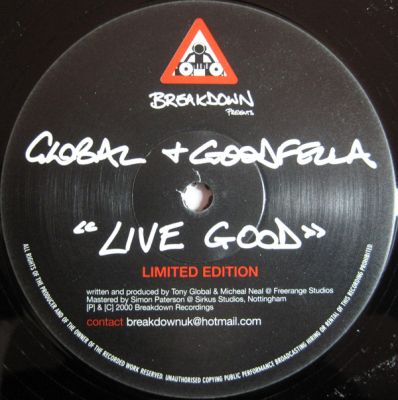 BREAKDOWN
PRESENTS
GLOBAL + GOODFELLA
"LIVE GOOD"
LIMITED EDITION
written and produced by Tony Global & Micheal Neal @ Freerange Studios
Mastered by Simon Paterson @ Sirkus Studios, Nottingham
[P] & [C] 2000 Breakdown Recordings
contact breakdownuk@hotmail.com
ALL RIGHTS OF THE PRODUCER AND OF THE OWNER OF THE RECORDED WORK RESERVED. UNAUTHORISED COPYING PUBLIC PERFORMANCE BROADCASTING HIRING OR RENTAL OF THIS RECORDING PROHIBITED